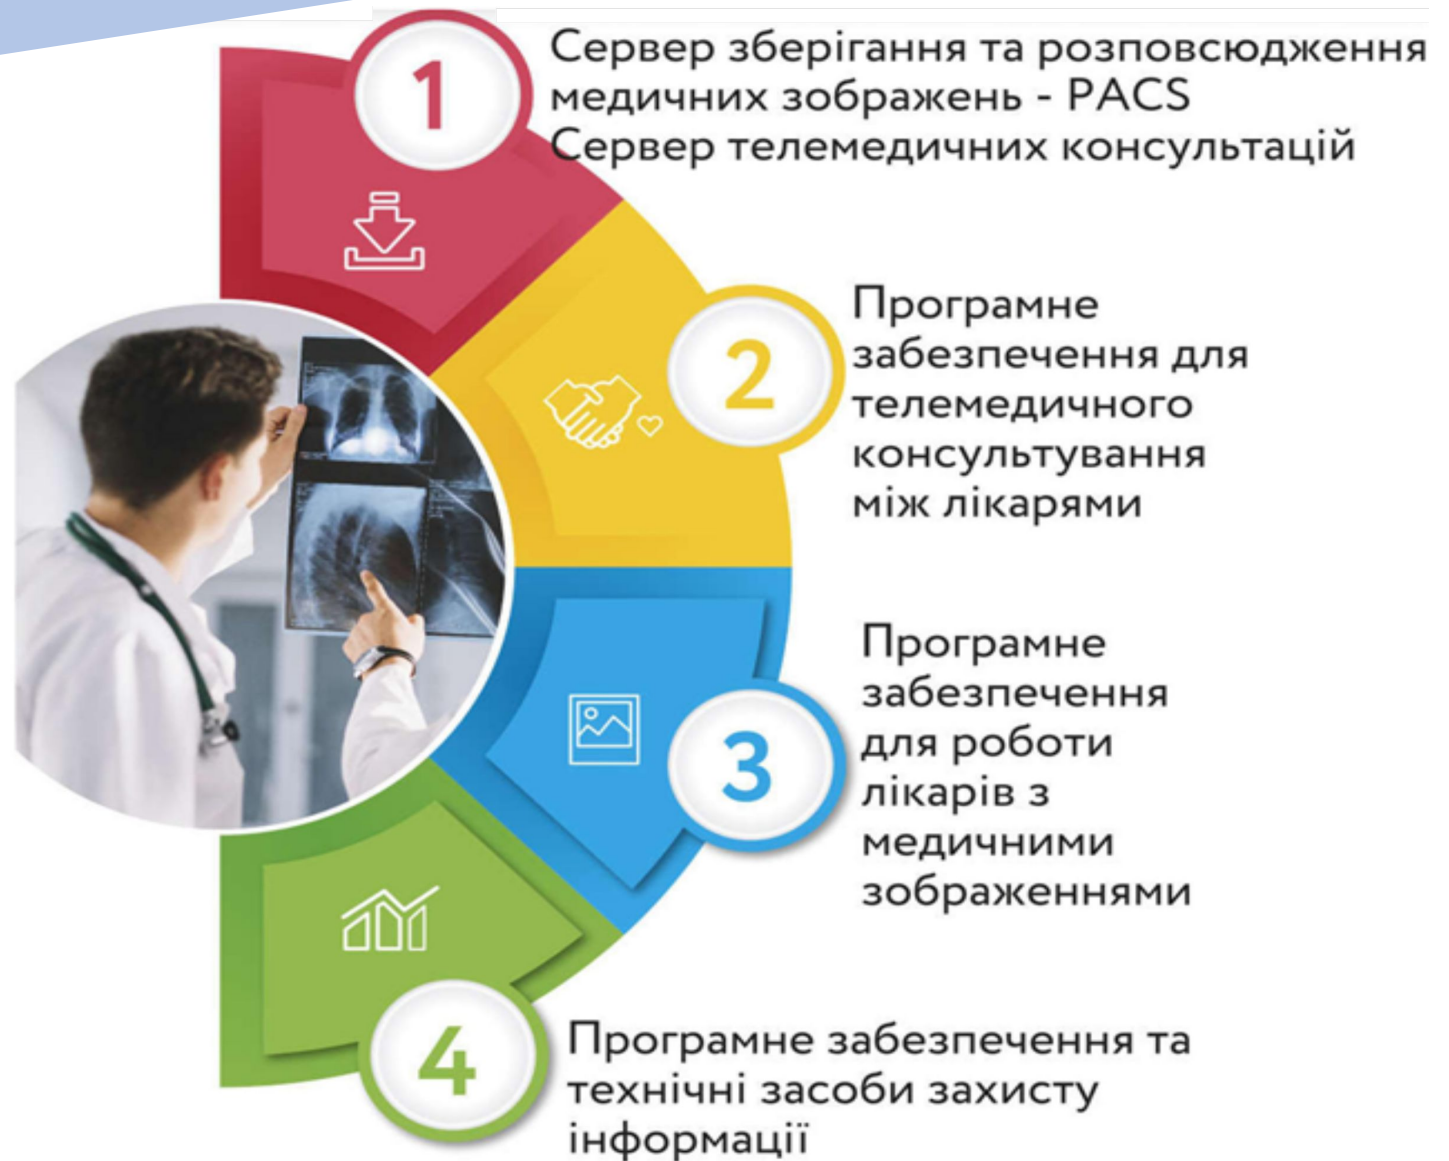 1
Сервер зберігання та розповсюдження
медичних зображень - PACS
Сервер телемедичних консультацій
2
Програмне
забезпечення для
телемедичного
консультування
між лікарями
3
Програмне
забезпечення
для роботи
лікарів з
медичними
зображеннями
4
Програмне забезпечення та
технічні засоби захисту
інформації